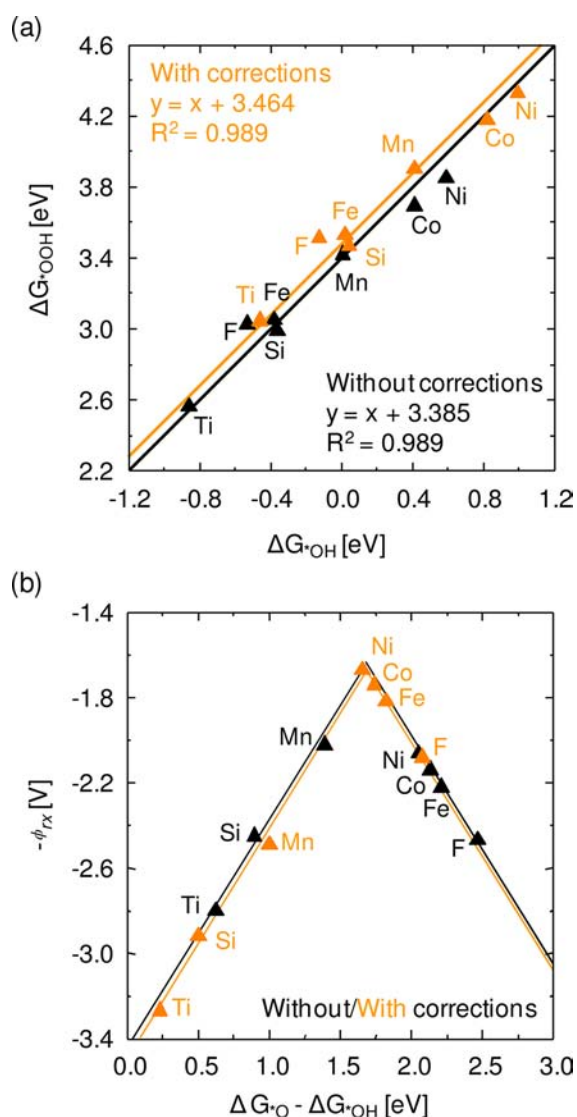 (a)
4.6
4.2
3.8
3.4
3.0
2.6
2.2
ΔG*OOH [eV]
With corrections
y = x + 3.464
R² = 0.989
Ni
Co
Mn
Ni
Co
Fe
F
Si
Mn
Ti
Fe
F
Si
Ti
Without corrections
y = x + 3.385
R² = 0.989
-1.2 -0.8 -0.4 0.0 0.4 0.8 1.2
ΔG*OH [eV]
(b)
-1.4
-1.8
-2.2
-2.6
-3.0
-3.4
-ϕrx [V]
Ni
Co
Fe
Mn
F
Ni
Co
Fe
Si
Mn
F
Ti
Si
Ti
Without/With corrections
0.0 0.5 1.0 1.5 2.0 2.5 3.0
ΔG*O - ΔG*OH [eV]